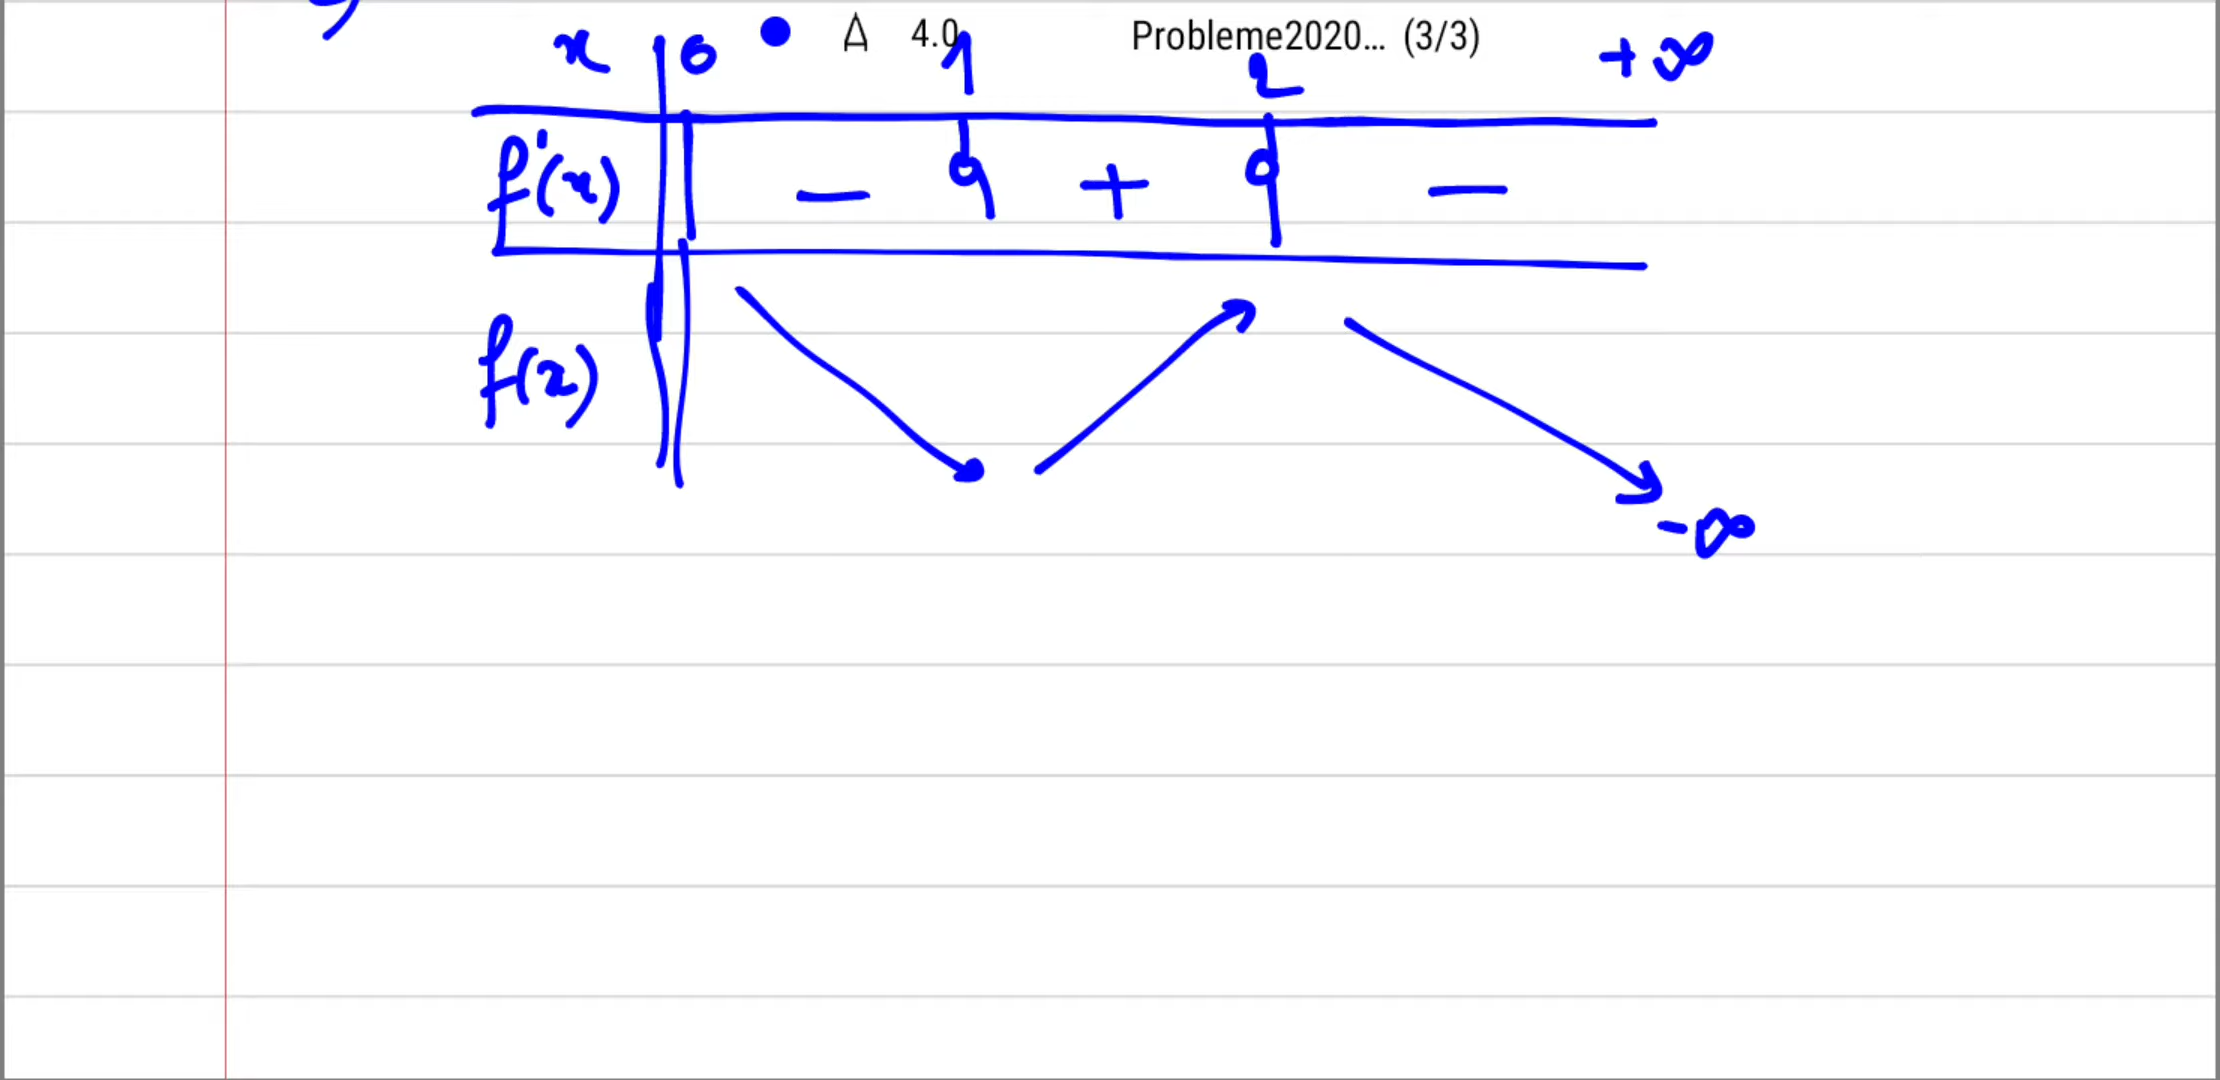 4.0 Probleme2020... (3/3)
x 0 1 2 +∞
f'(x) - 0 + 0 -
f(x)
-∞